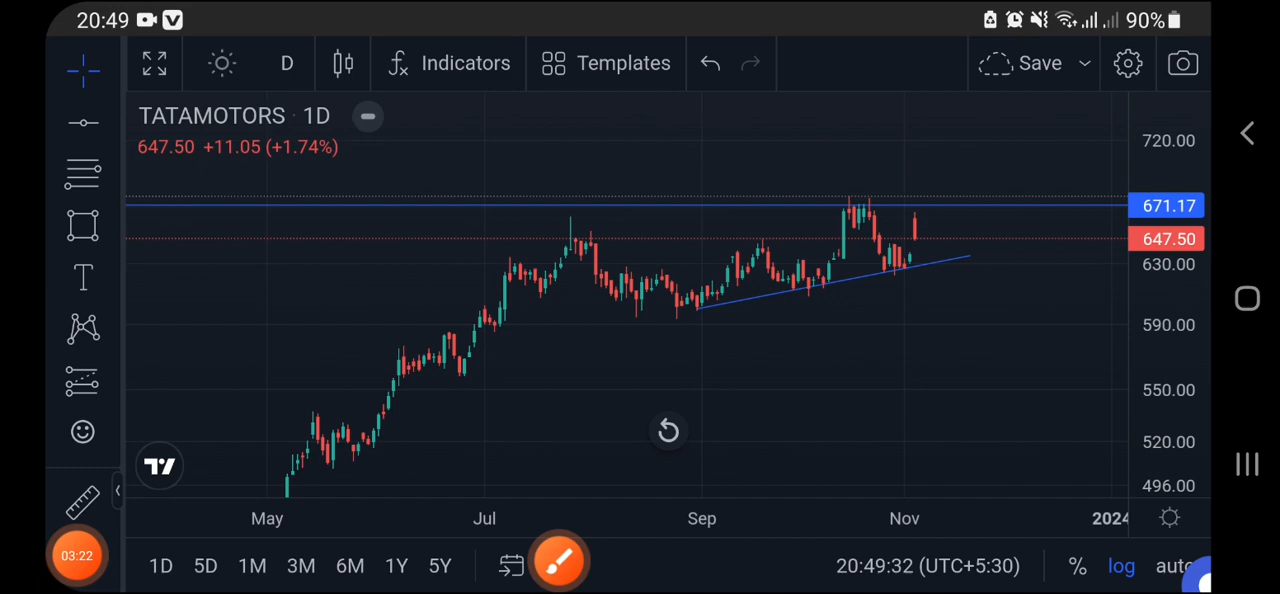 20:49
90%
D
Indicators
Templates
Save
TATAMOTORS · 1D
647.50 +11.05 (+1.74%)
720.00
671.17
647.50
630.00
590.00
550.00
520.00
496.00
May
Jul
Sep
Nov
2024
03:22
1D 5D 1M 3M 6M 1Y 5Y
20:49:32 (UTC+5:30)
%
log
auto